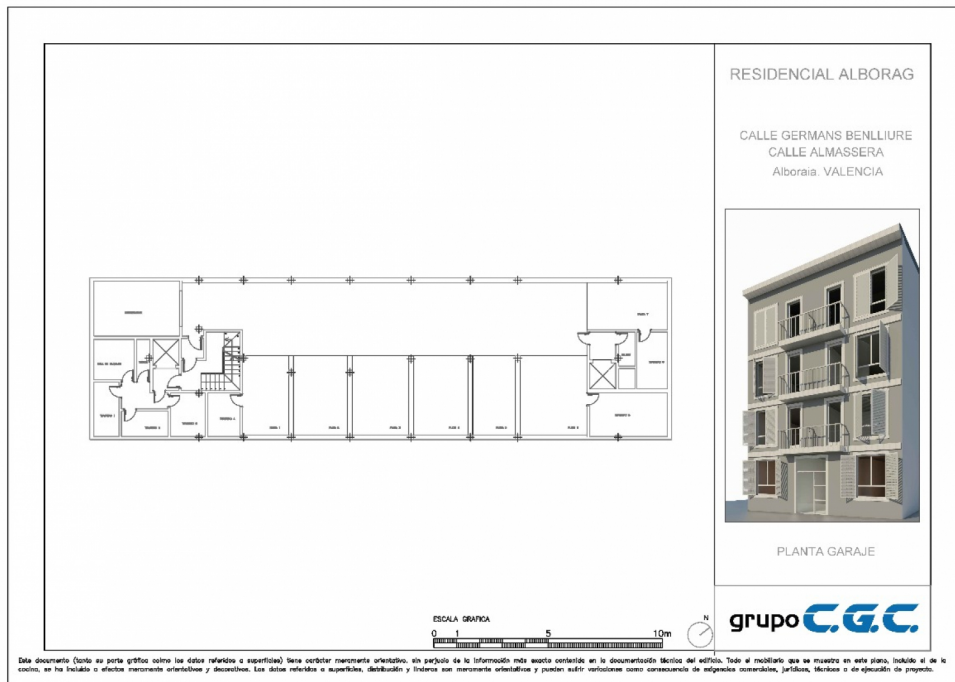 RESIDENCIAL ALBORAG
CALLE GERMANS BENLLIURE
CALLE ALMASSERA
Alboraia. VALENCIA
PLANTA GARAJE
grupo C.G.C.
ESCALA GRAFICA
0 1 5 10m
N
Este documento (tanto su parte gráfica como los datos referidos a superficies) tiene carácter meramente orientativo, sin perjuicio de la información más exacta contenida en la documentación técnica del edificio. Todo el mobiliario que se muestra en este plano, incluido el de la
cocina, se ha incluido a efectos meramente orientativos y decorativos. Los datos referidos a superficies, distribución y linderos son meramente orientativos y pueden sufrir variaciones como consecuencia de exigencias comerciales, jurídicas, técnicas o de ejecución de proyecto.